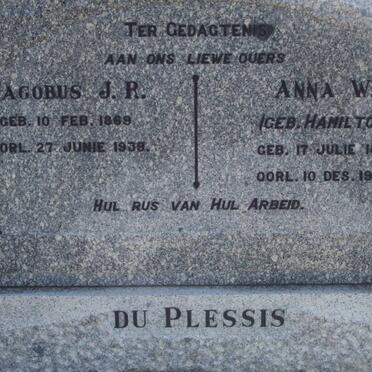 Ter Gedagtenis
aan ons liewe ouers
Jacobus J. R.
geb. 10 Feb. 1869
oorl. 27 Junie 1938.
Anna W
(geb. Hamilto
geb. 17 Julie
oorl. 10 Des. 19
Hul rus van Hul Arbeid.
du Plessis